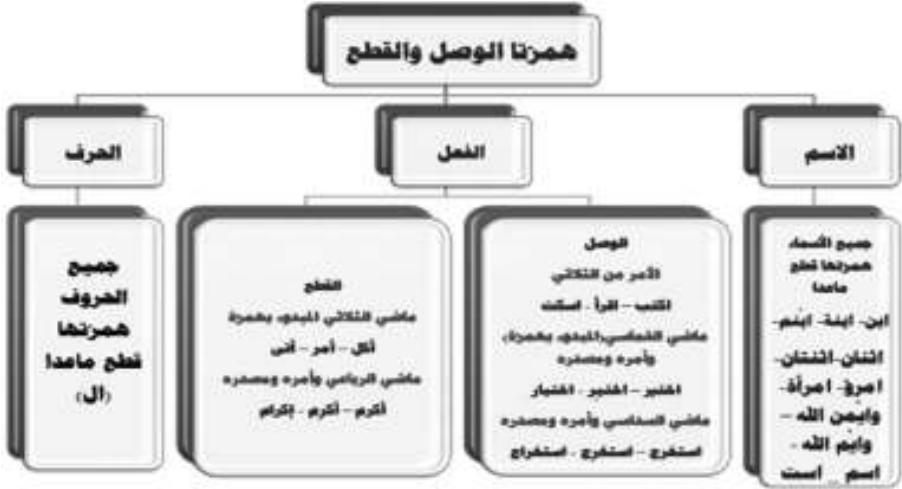 همزتا الوصل والقطع
الاسم
الفعل
الحرف
جميع الأسماء
همزتها قطع
ماعدا
ابن- ابنة- ابنم-
اثنان-اثنتان-
امرؤ- امرأة-
وايمن الله –
وايم الله -
اسم _ است
الوصل
الأمر من الثلاثي
اكتب – اقرأ - اسكت
ماضي الخماسي(المبدوء بهمزة)
وأمره ومصدره
اختبر – اختبر - اختبار
ماضي السداسي وأمره ومصدره
استخرج – استخرج - استخراج
القطع
ماضي الثلاثي المبدوء بهمزة
أكل – أمر – أتى
ماضي الرباعي وأمره ومصدره
أكرم – أكرم - إكرام
جميع
الحروف
همزتها
قطع ماعدا
(ال)